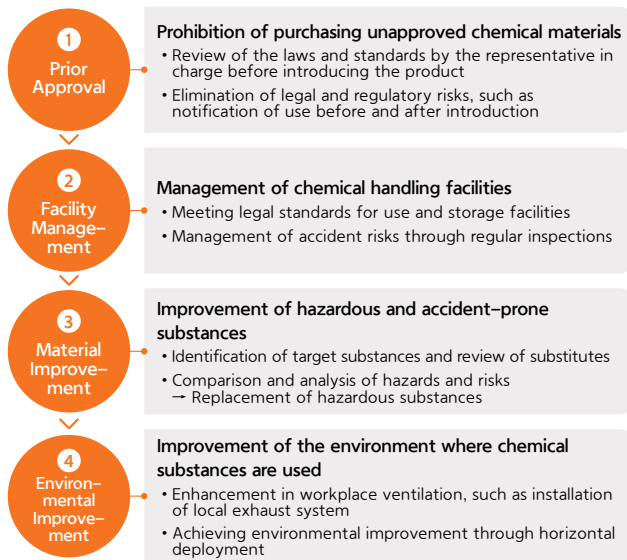 1
Prior
Approval
Prohibition of purchasing unapproved chemical materials
• Review of the laws and standards by the representative in
charge before introducing the product
• Elimination of legal and regulatory risks, such as
notification of use before and after introduction
2
Facility
Manage–
ment
Management of chemical handling facilities
• Meeting legal standards for use and storage facilities
• Management of accident risks through regular inspections
3
Material
Improve–
ment
Improvement of hazardous and accident–prone
substances
• Identification of target substances and review of substitutes
• Comparison and analysis of hazards and risks
→ Replacement of hazardous substances
4
Environ–
mental
Improve–
ment
Improvement of the environment where chemical
substances are used
• Enhancement in workplace ventilation, such as installation
of local exhaust system
• Achieving environmental improvement through horizontal
deployment